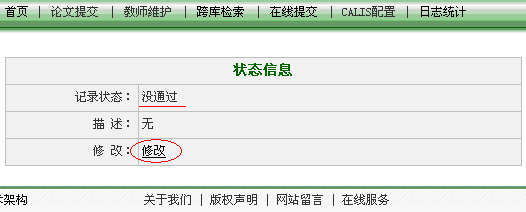 首页 | 论文提交 | 教师维护 | 跨库检索 | 在线提交 | CALIS配置 | 日志统计
状态信息
记录状态： 没通过
描 述： 无
修 改： 修改
架构 关于我们 | 版权声明 | 网站留言 | 在线服务